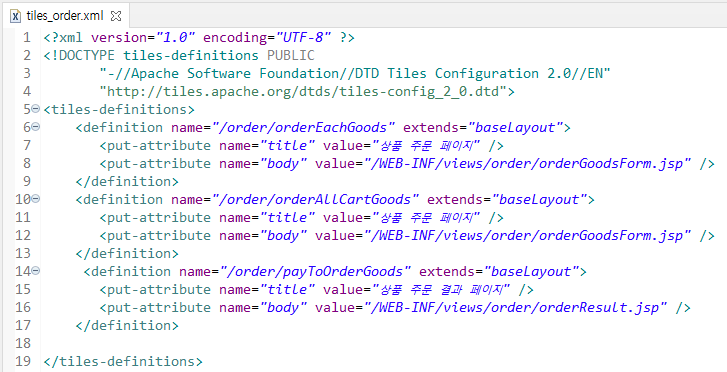 tiles_order.xml
1 <?xml version="1.0" encoding="UTF-8" ?>
2 <!DOCTYPE tiles-definitions PUBLIC
3 "-//Apache Software Foundation//DTD Tiles Configuration 2.0//EN"
4 "http://tiles.apache.org/dtds/tiles-config_2_0.dtd">
5 <tiles-definitions>
6 <definition name="/order/orderEachGoods" extends="baseLayout">
7 <put-attribute name="title" value="상품 주문 페이지" />
8 <put-attribute name="body" value="/WEB-INF/views/order/orderGoodsForm.jsp" />
9 </definition>
10 <definition name="/order/orderAllCartGoods" extends="baseLayout">
11 <put-attribute name="title" value="상품 주문 페이지" />
12 <put-attribute name="body" value="/WEB-INF/views/order/orderGoodsForm.jsp" />
13 </definition>
14 <definition name="/order/payToOrderGoods" extends="baseLayout">
15 <put-attribute name="title" value="상품 주문 결과 페이지" />
16 <put-attribute name="body" value="/WEB-INF/views/order/orderResult.jsp" />
17 </definition>
18
19 </tiles-definitions>